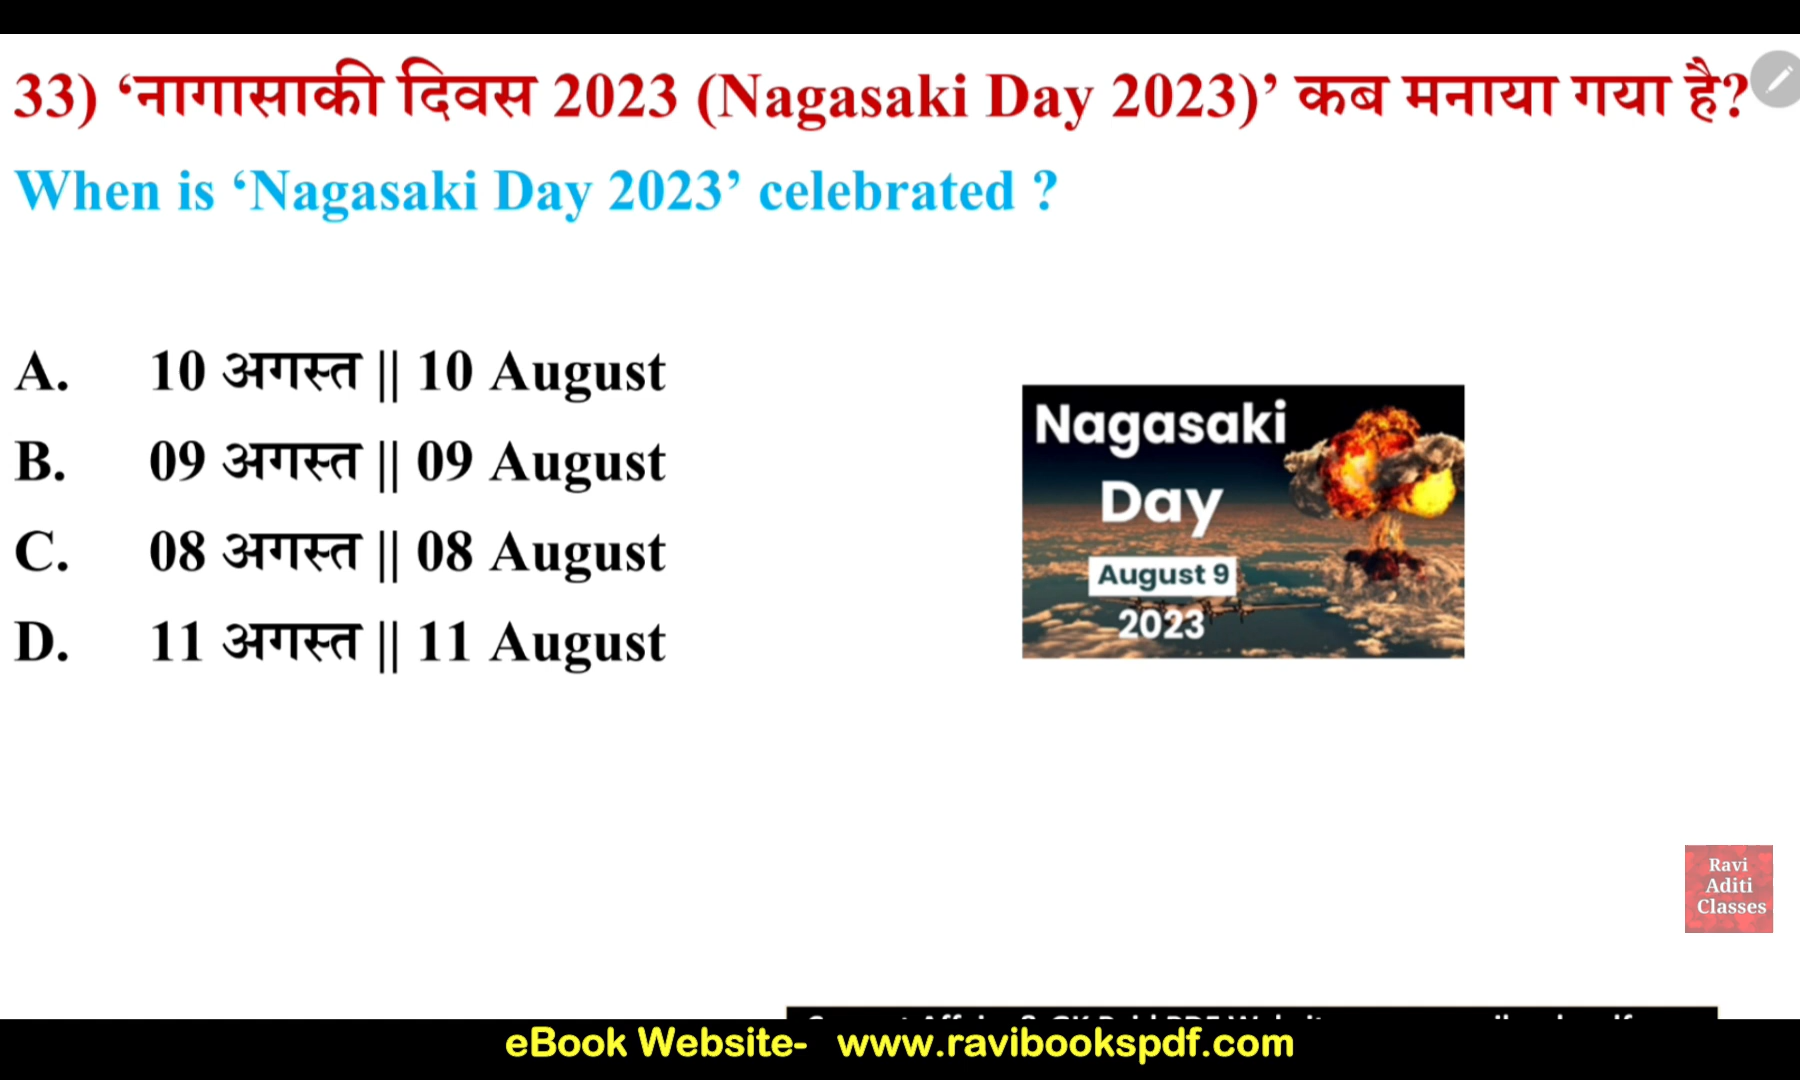 33) ‘नागासाकी दिवस 2023 (Nagasaki Day 2023)’ कब मनाया गया है?
When is ‘Nagasaki Day 2023’ celebrated ?
A. 10 अगस्त || 10 August
B. 09 अगस्त || 09 August
C. 08 अगस्त || 08 August
D. 11 अगस्त || 11 August
Nagasaki
Day
August 9
2023
Ravi
Aditi
Classes
eBook Website- www.ravibookspdf.com